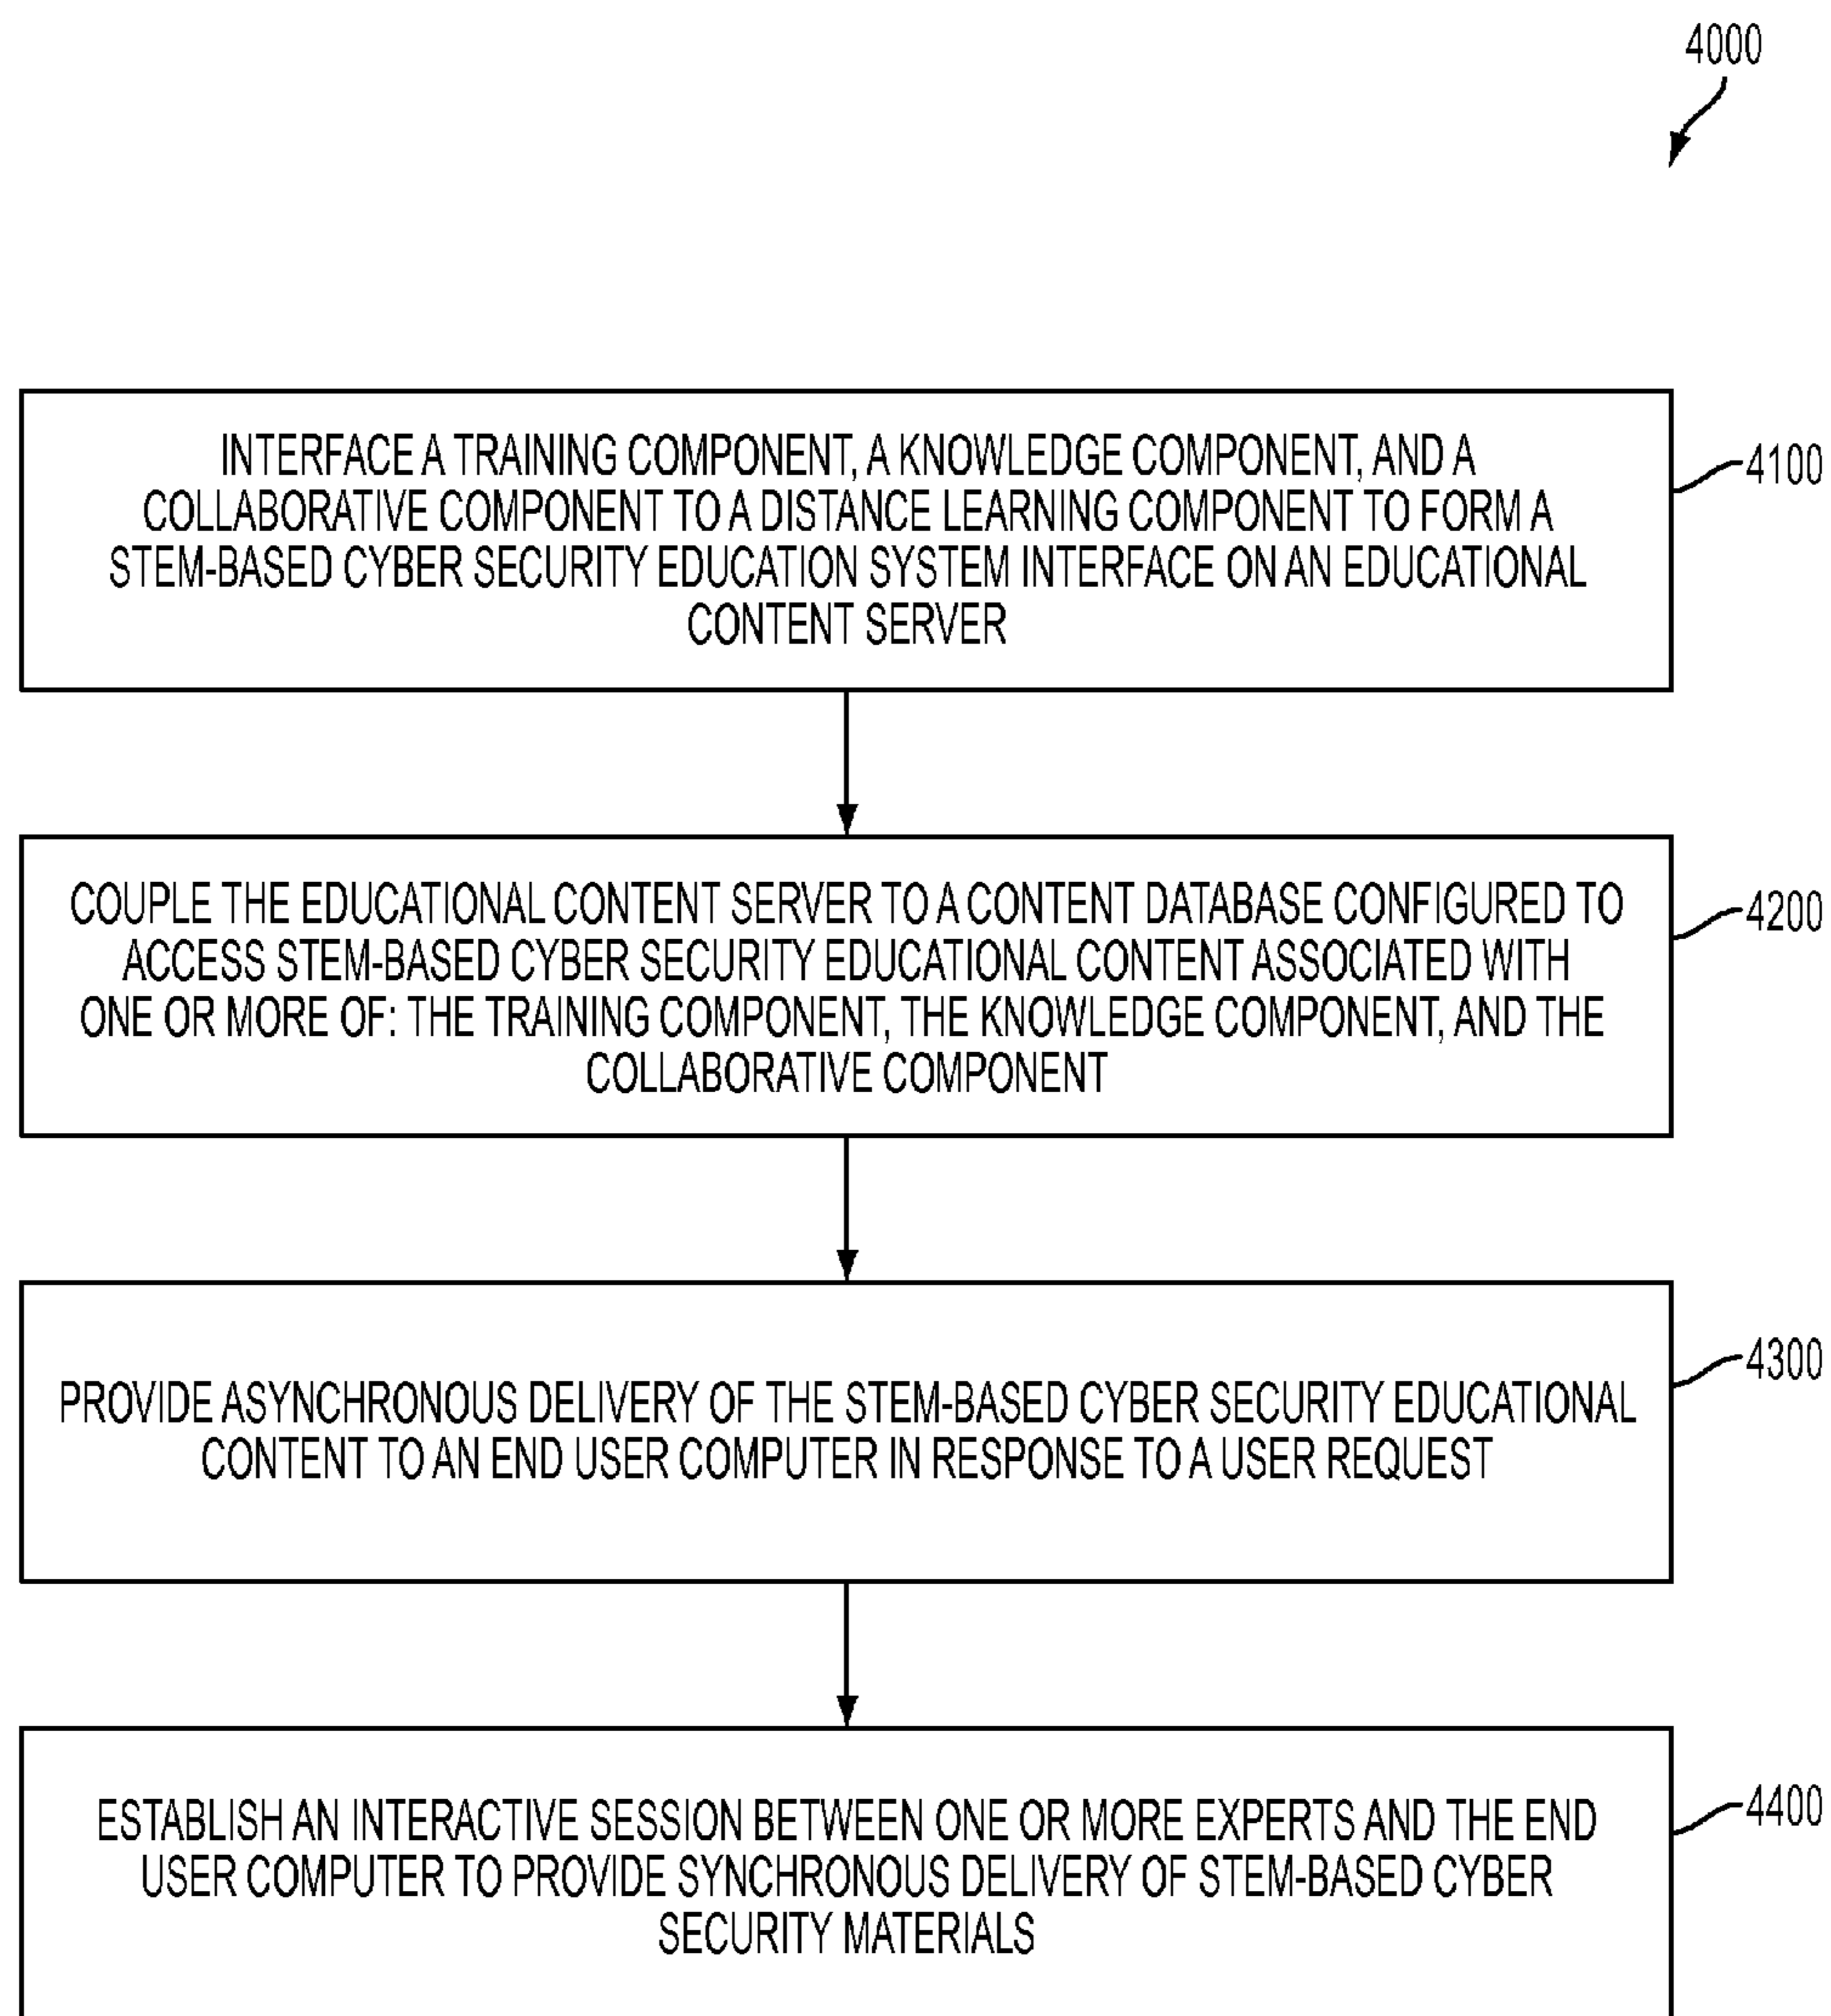 4000
INTERFACE A TRAINING COMPONENT, A KNOWLEDGE COMPONENT, AND A
COLLABORATIVE COMPONENT TO A DISTANCE LEARNING COMPONENT TO FORM A
STEM-BASED CYBER SECURITY EDUCATION SYSTEM INTERFACE ON AN EDUCATIONAL
CONTENT SERVER
4100
COUPLE THE EDUCATIONAL CONTENT SERVER TO A CONTENT DATABASE CONFIGURED TO
ACCESS STEM-BASED CYBER SECURITY EDUCATIONAL CONTENT ASSOCIATED WITH
ONE OR MORE OF: THE TRAINING COMPONENT, THE KNOWLEDGE COMPONENT, AND THE
COLLABORATIVE COMPONENT
4200
PROVIDE ASYNCHRONOUS DELIVERY OF THE STEM-BASED CYBER SECURITY EDUCATIONAL
CONTENT TO AN END USER COMPUTER IN RESPONSE TO A USER REQUEST
4300
ESTABLISH AN INTERACTIVE SESSION BETWEEN ONE OR MORE EXPERTS AND THE END
USER COMPUTER TO PROVIDE SYNCHRONOUS DELIVERY OF STEM-BASED CYBER
SECURITY MATERIALS
4400